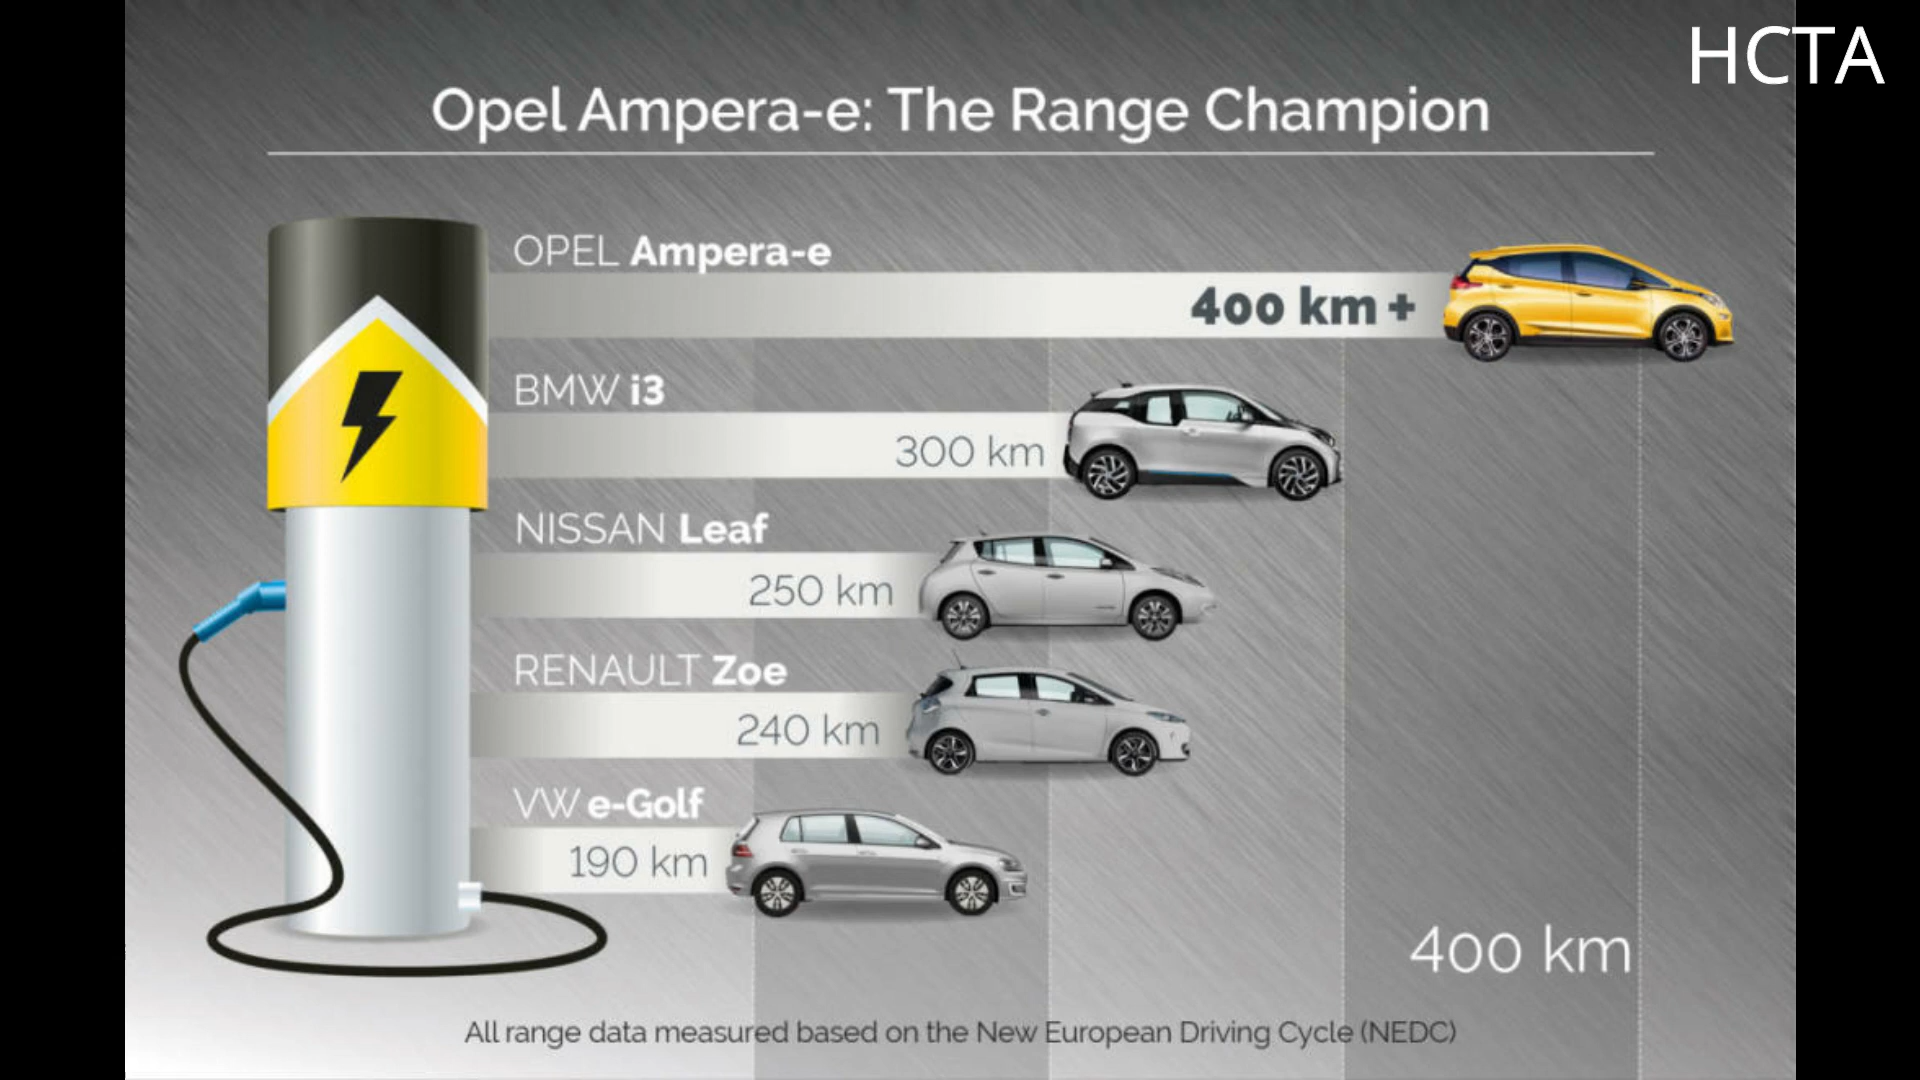 HCTA
Opel Ampera-e: The Range Champion
OPEL Ampera-e
400 km +
BMW i3
300 km
NISSAN Leaf
250 km
RENAULT Zoe
240 km
VW e-Golf
190 km
400 km
All range data measured based on the New European Driving Cycle (NEDC)